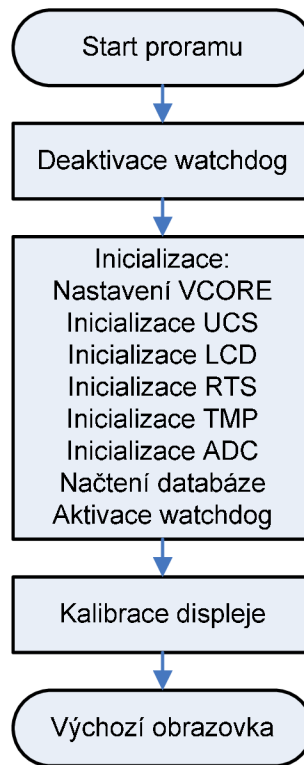 Start proramu
Deaktivace watchdog
Inicializace:
Nastavení VCORE
Inicializace UCS
Inicializace LCD
Inicializace RTS
Inicializace TMP
Inicializace ADC
Načtení databáze
Aktivace watchdog
Kalibrace displeje
Výchozí obrazovka